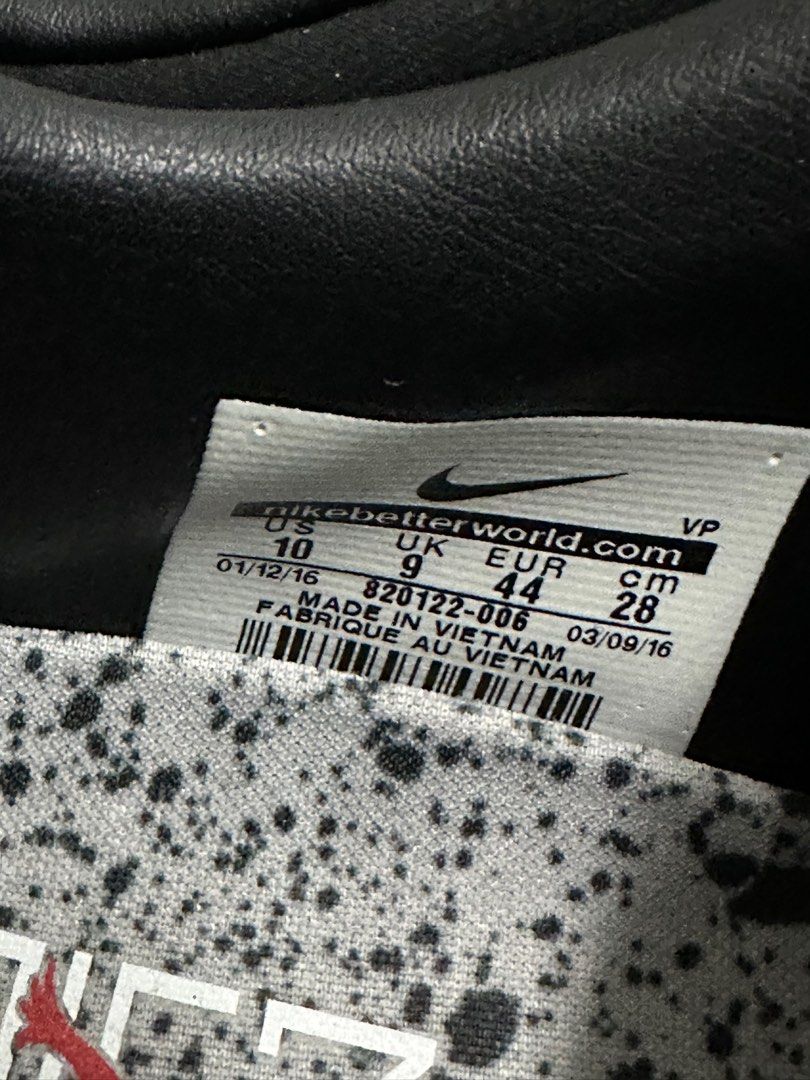 VP
nikebetterworld.com
US UK EUR cm
10 9 44 28
01/12/16 820122-006 03/09/16
MADE IN VIETNAM
FABRIQUE AU VIETNAM